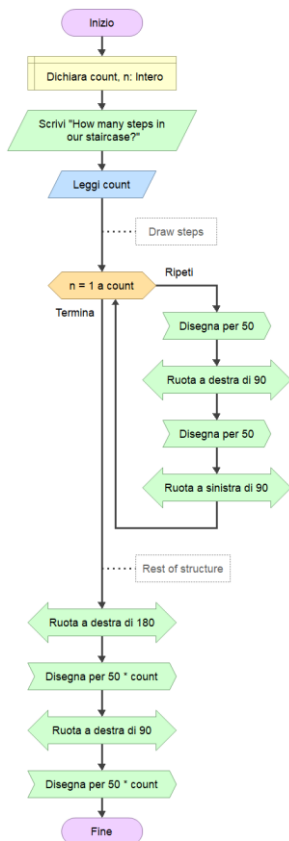 Inizio
Dichiara count, n: Intero
Scrivi "How many steps in
our staircase?"
Leggi count
Draw steps
n = 1 a count
Ripeti
Termina
Disegna per 50
Ruota a destra di 90
Disegna per 50
Ruota a sinistra di 90
Rest of structure
Ruota a destra di 180
Disegna per 50 * count
Ruota a destra di 90
Disegna per 50 * count
Fine